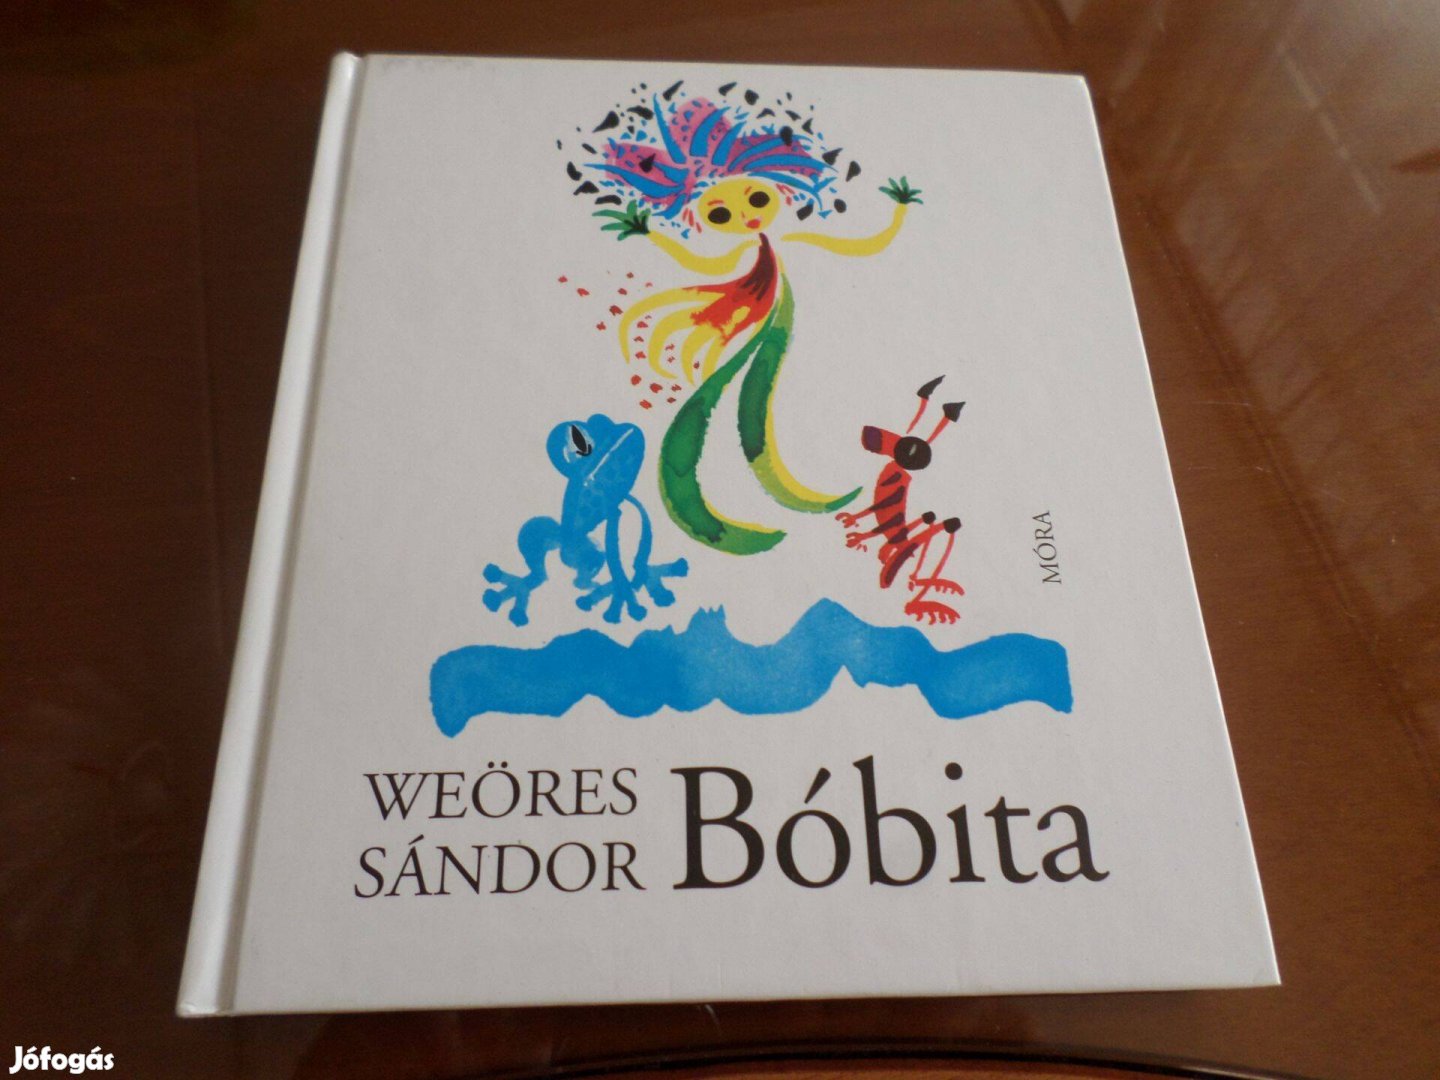 MÓRA
WEÖRES
SÁNDOR
Bóbita
Jófogás